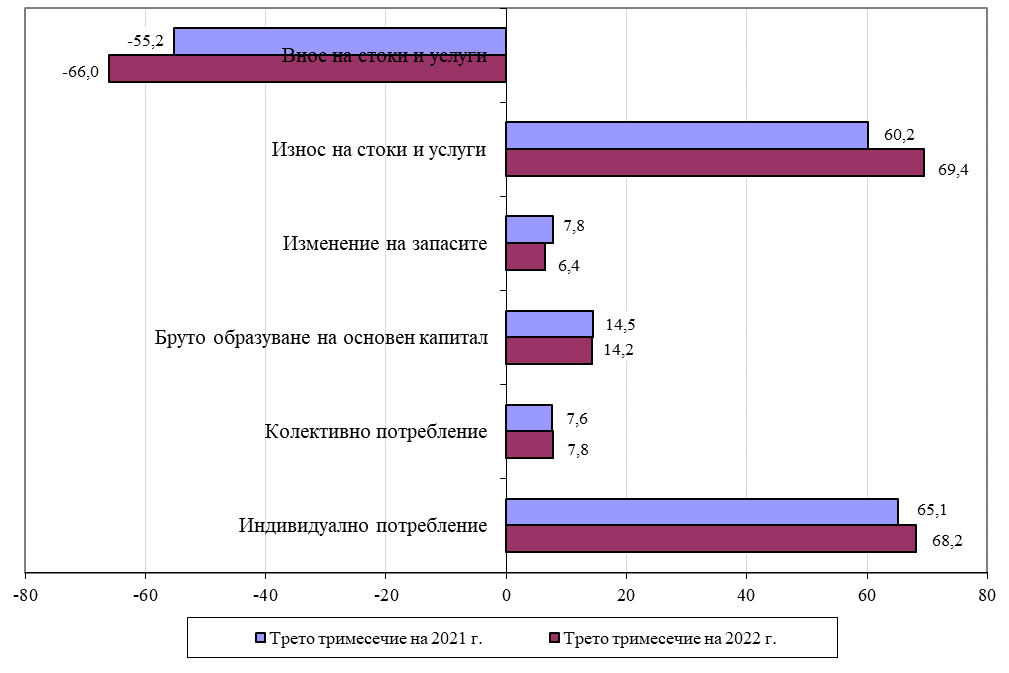 -55,2
Внос на стоки и услуги
-66,0
60,2
Износ на стоки и услуги
69,4
7,8
Изменение на запасите
6,4
14,5
Бруто образуване на основен капитал
14,2
7,6
Колективно потребление
7,8
65,1
Индивидуално потребление
68,2
-80 -60 -40 -20 0 20 40 60 80
Трето тримесечие на 2021 г. Трето тримесечие на 2022 г.